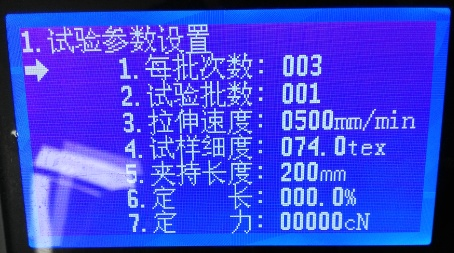 1.试验参数设置
1.每批次数：003
2.试验批数：001
3.拉伸速度：0500mm/min
4.试样细度：074.0tex
5.夹持长度：200mm
6.定　　长：000.0%
7.定　　力：00000cN